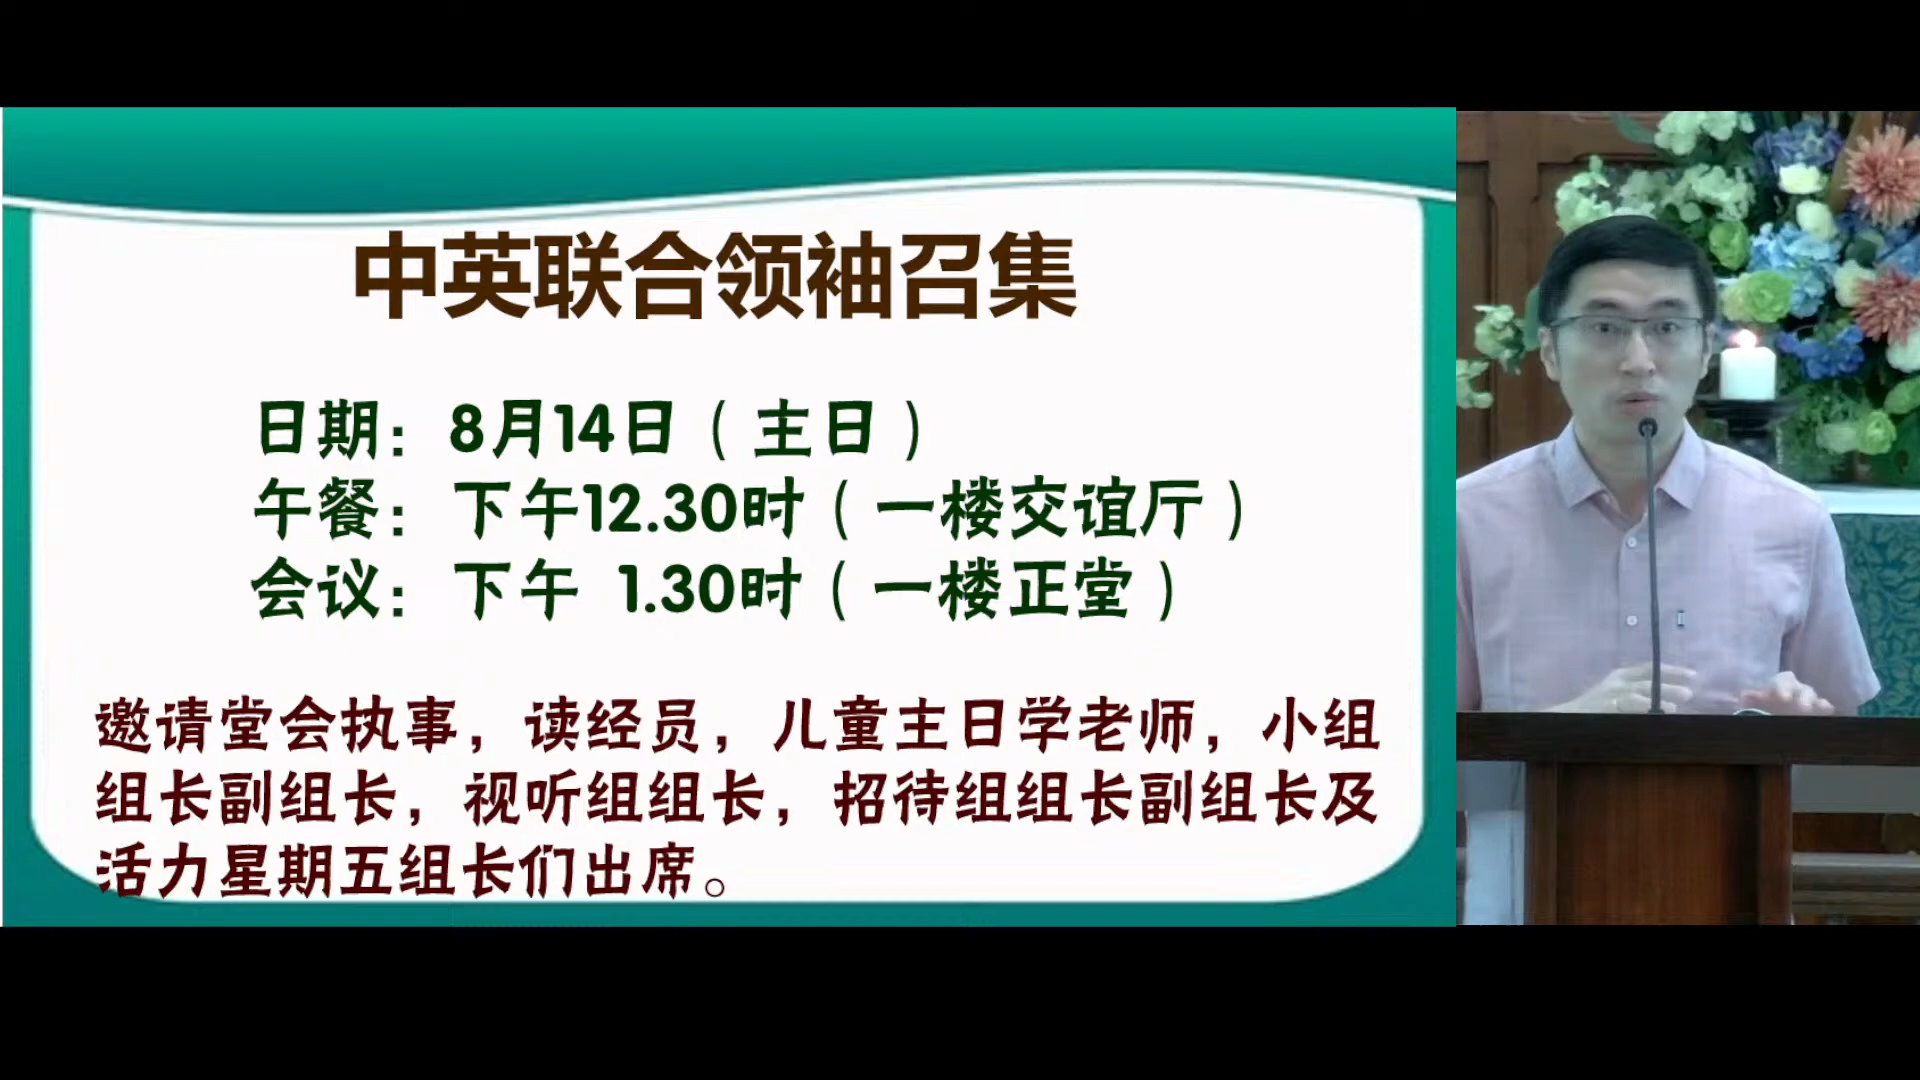 中英联合领袖召集
日期：8月14日（主日）
午餐：下午12.30时（一楼交谊厅）
会议：下午 1.30时（一楼正堂）
邀请堂会执事，读经员，儿童主日学老师，小组
组长副组长，视听组组长，招待组组长副组长及
活力星期五组长们出席。